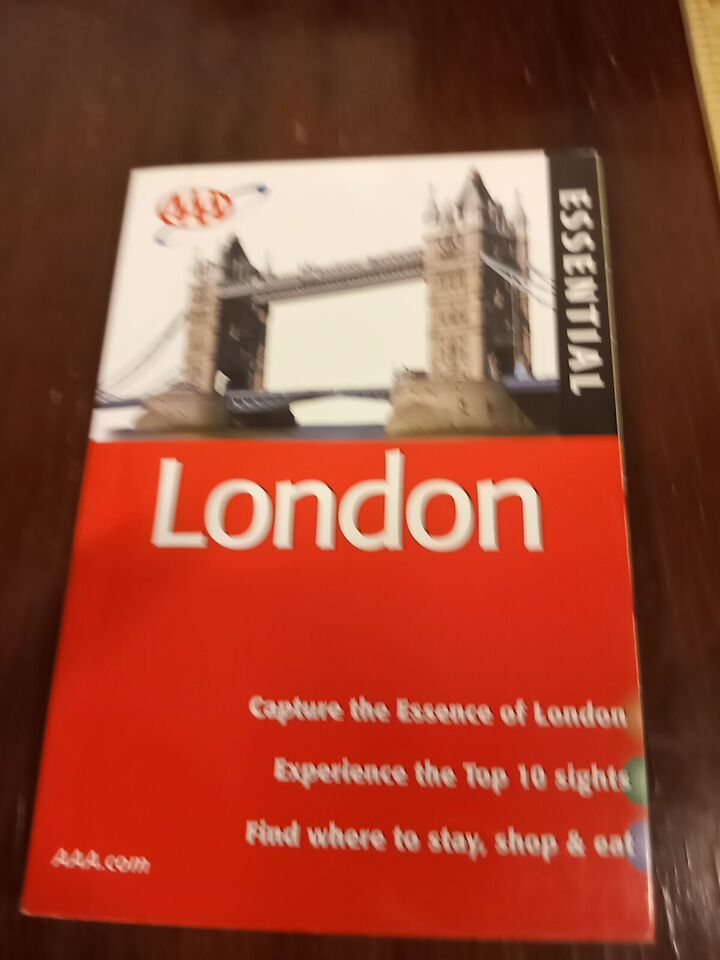 AAA
ESSENTIAL
London
Capture the Essence of London
Experience the Top 10 sights
Find where to stay, shop & eat
AAA.com